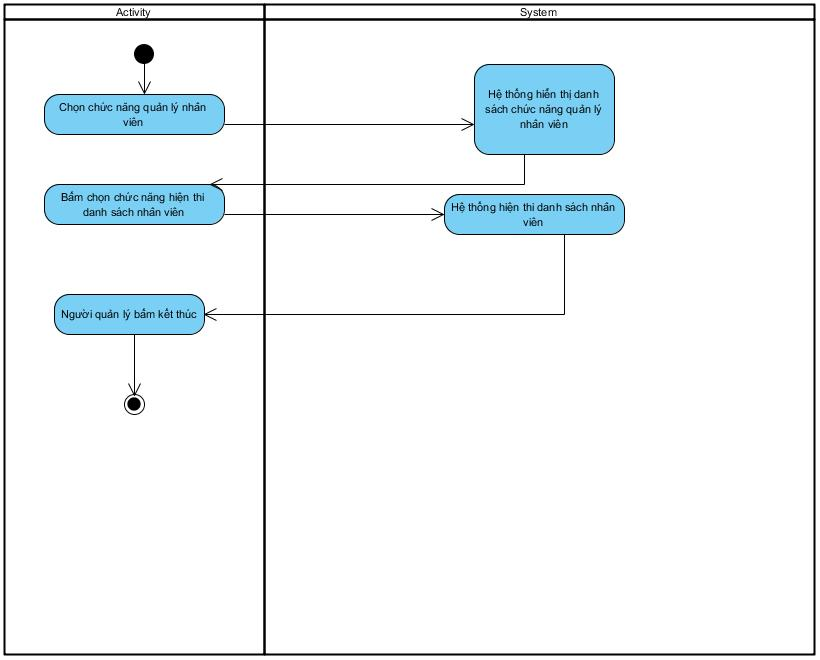 Activity
System
Chọn chức năng quản lý nhân
viên
Hệ thống hiển thị danh
sách chức năng quản lý
nhân viên
Bấm chọn chức năng hiện thi
danh sách nhân viên
Hệ thống hiện thi danh sách nhân
viên
Người quản lý bấm kết thúc